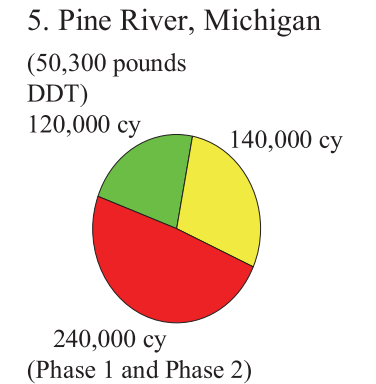 5. Pine River, Michigan
(50,300 pounds
DDT)
120,000 cy
140,000 cy
240,000 cy
(Phase 1 and Phase 2)